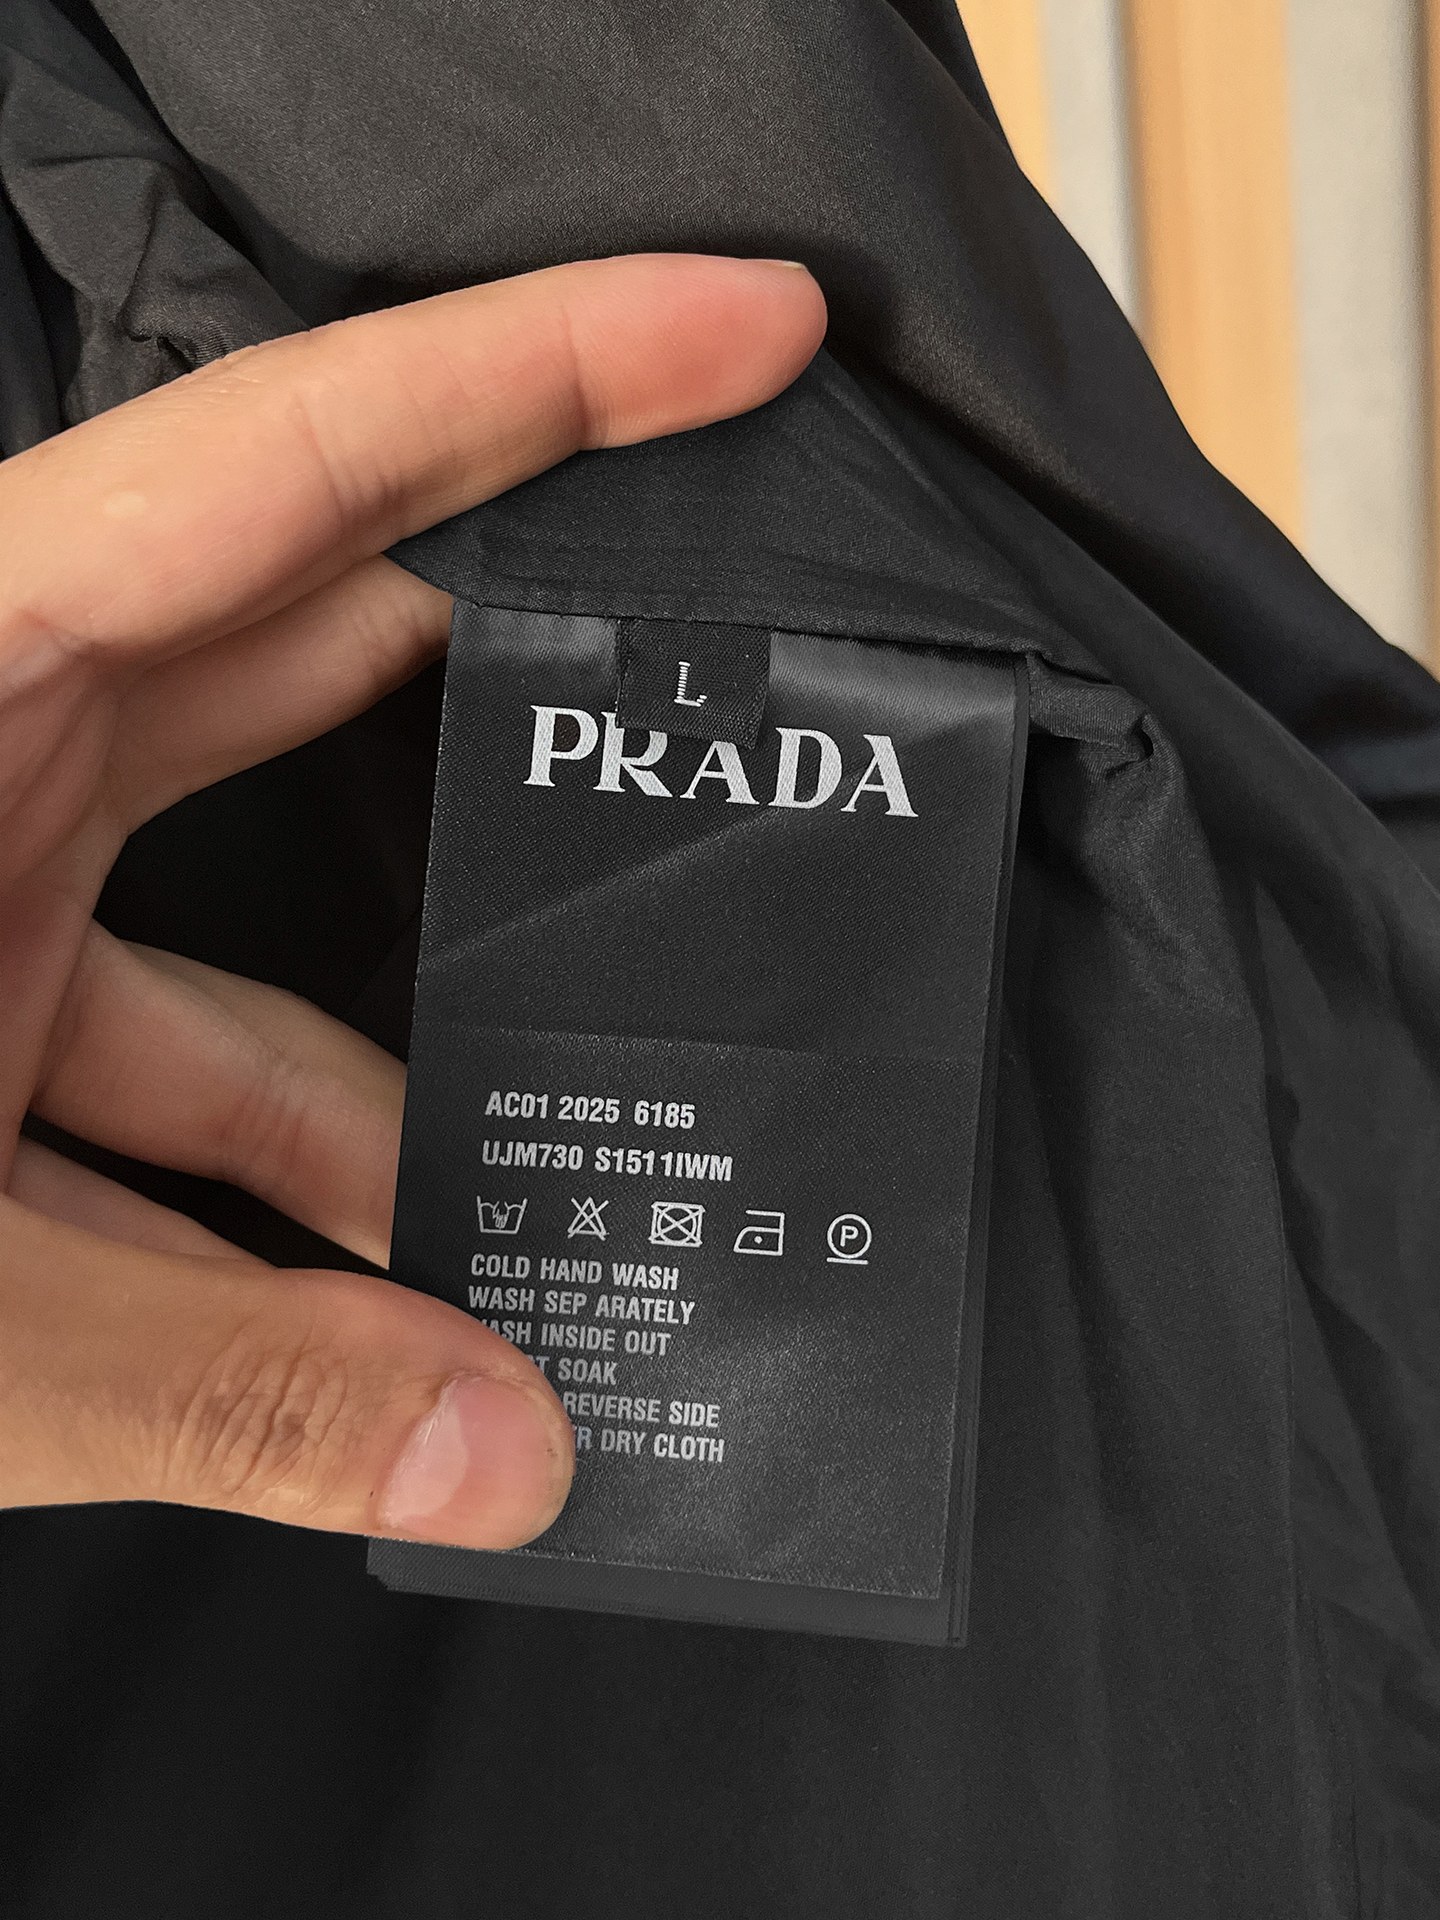 L
PRADA
AC01 2025 6185
UJM730 S1511IWM
P
COLD HAND WASH
WASH SEP ARATELY
INSIDE OUT
SOAK
REVERSE SIDE
DRY CLOTH